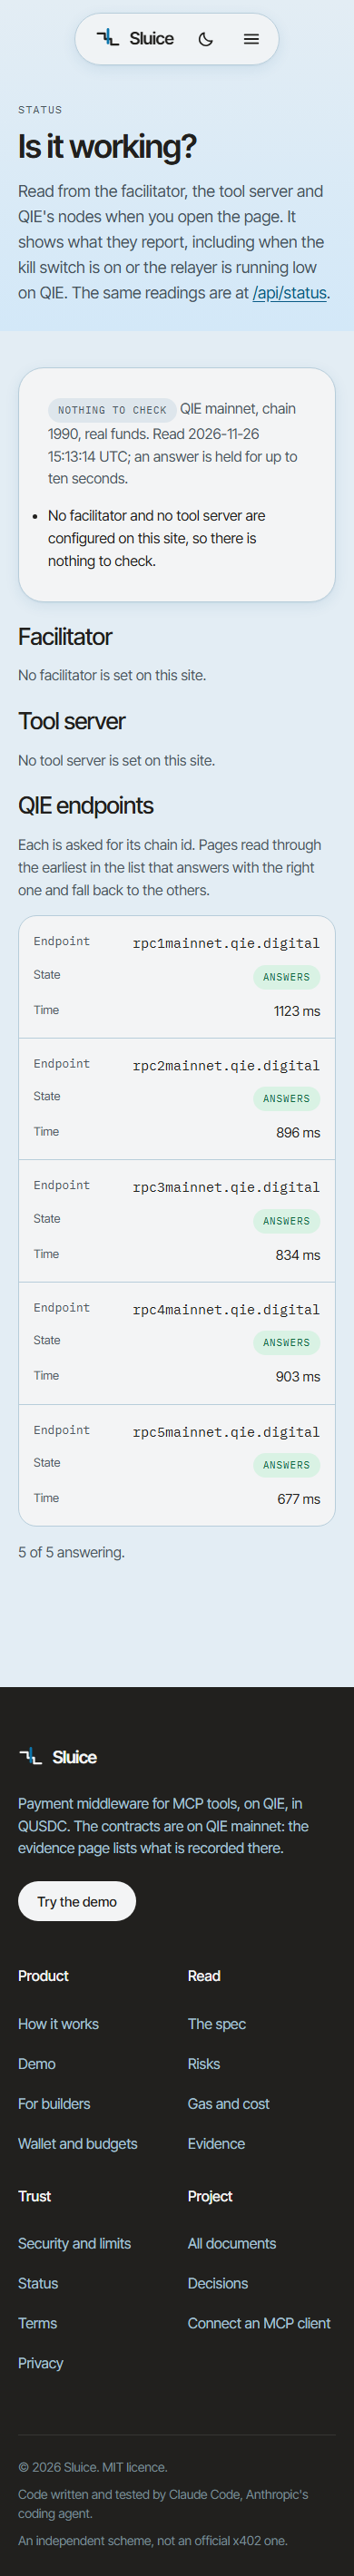 Sluice
STATUS
Is it working?
Read from the facilitator, the tool server and
QIE's nodes when you open the page. It
shows what they report, including when the
kill switch is on or the relayer is running low
on QIE. The same readings are at /api/status.
NOTHING TO CHECK QIE mainnet, chain
1990, real funds. Read 2026-11-26
15:13:14 UTC; an answer is held for up to
ten seconds.
• No facilitator and no tool server are
configured on this site, so there is
nothing to check.
Facilitator
No facilitator is set on this site.
Tool server
No tool server is set on this site.
QIE endpoints
Each is asked for its chain id. Pages read through
the earliest in the list that answers with the right
one and fall back to the others.
Endpoint rpc1mainnet.qie.digital
State ANSWERS
Time 1123 ms
Endpoint rpc2mainnet.qie.digital
State ANSWERS
Time 896 ms
Endpoint rpc3mainnet.qie.digital
State ANSWERS
Time 834 ms
Endpoint rpc4mainnet.qie.digital
State ANSWERS
Time 903 ms
Endpoint rpc5mainnet.qie.digital
State ANSWERS
Time 677 ms
5 of 5 answering.
Sluice
Payment middleware for MCP tools, on QIE, in
QUSDC. The contracts are on QIE mainnet: the
evidence page lists what is recorded there.
Try the demo
Product
How it works
Demo
For builders
Wallet and budgets
Read
The spec
Risks
Gas and cost
Evidence
Trust
Security and limits
Status
Terms
Privacy
Project
All documents
Decisions
Connect an MCP client
© 2026 Sluice. MIT licence.
Code written and tested by Claude Code, Anthropic's
coding agent.
An independent scheme, not an official x402 one.